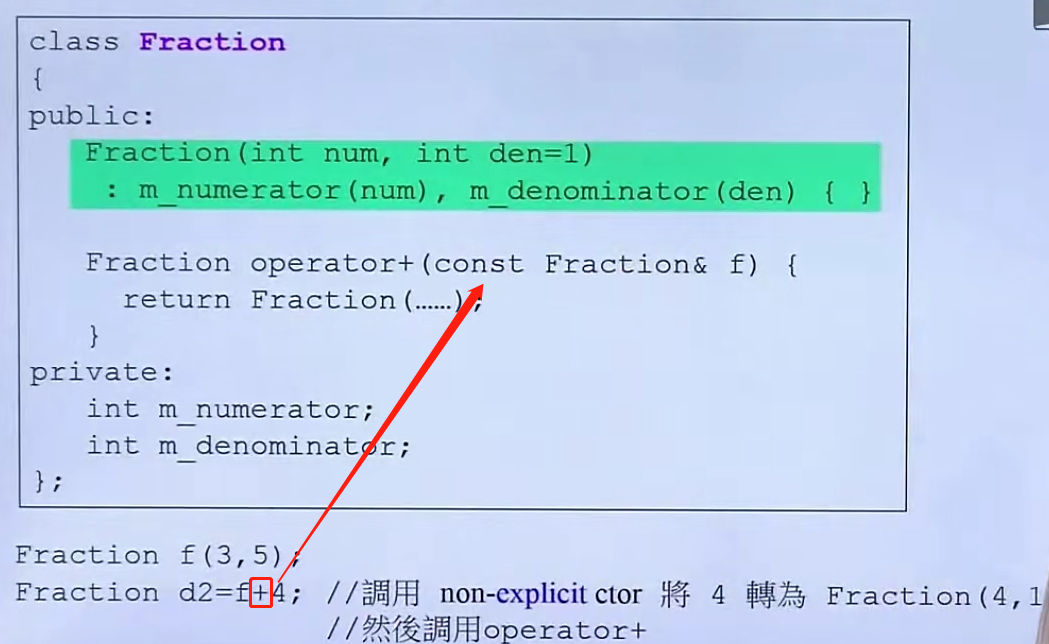 class Fraction
{
public:
Fraction(int num, int den=1)
: m_numerator(num), m_denominator(den) { }
Fraction operator+(const Fraction& f) {
return Fraction(……);
}
private:
int m_numerator;
int m_denominator;
};
Fraction f(3,5);
Fraction d2=f+4; //調用 non-explicit ctor 將 4 轉為 Fraction(4,1
//然後調用operator+